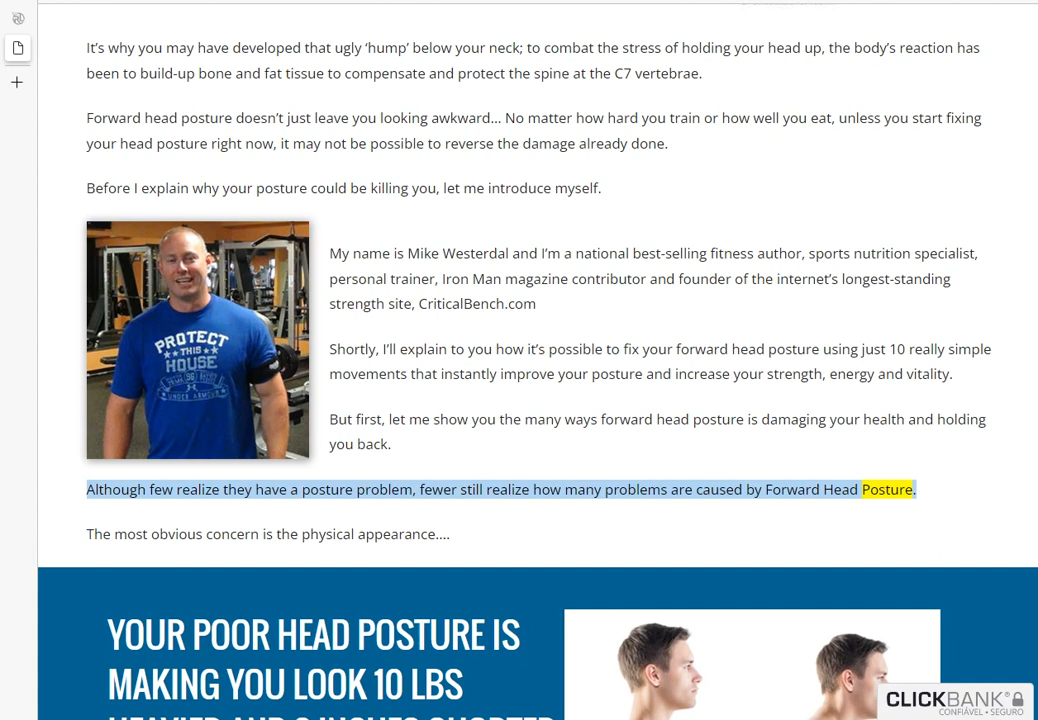 It’s why you may have developed that ugly ‘hump’ below your neck; to combat the stress of holding your head up, the body’s reaction has
been to build-up bone and fat tissue to compensate and protect the spine at the C7 vertebrae.
Forward head posture doesn’t just leave you looking awkward… No matter how hard you train or how well you eat, unless you start fixing
your head posture right now, it may not be possible to reverse the damage already done.
Before I explain why your posture could be killing you, let me introduce myself.
PROTECT
THIS
HOUSE
UNDER ARMOUR
My name is Mike Westerdal and I’m a national best-selling fitness author, sports nutrition specialist,
personal trainer, Iron Man magazine contributor and founder of the internet’s longest-standing
strength site, CriticalBench.com
Shortly, I’ll explain to you how it’s possible to fix your forward head posture using just 10 really simple
movements that instantly improve your posture and increase your strength, energy and vitality.
But first, let me show you the many ways forward head posture is damaging your health and holding
you back.
Although few realize they have a posture problem, fewer still realize how many problems are caused by Forward Head Posture.
The most obvious concern is the physical appearance….
YOUR POOR HEAD POSTURE IS
MAKING YOU LOOK 10 LBS
CLICKBANK®
CONFIÁVEL • SEGURO